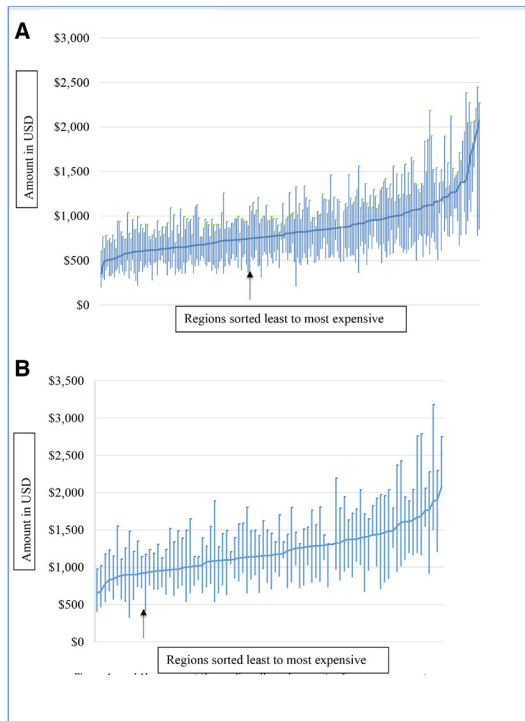 A
$3,000
$2,500
$2,000
$1,500
$1,000
$500
$0
Amount in USD
Regions sorted least to most expensive
B
$3,500
$3,000
$2,500
$2,000
$1,500
$1,000
$500
$0
Amount in USD
Regions sorted least to most expensive